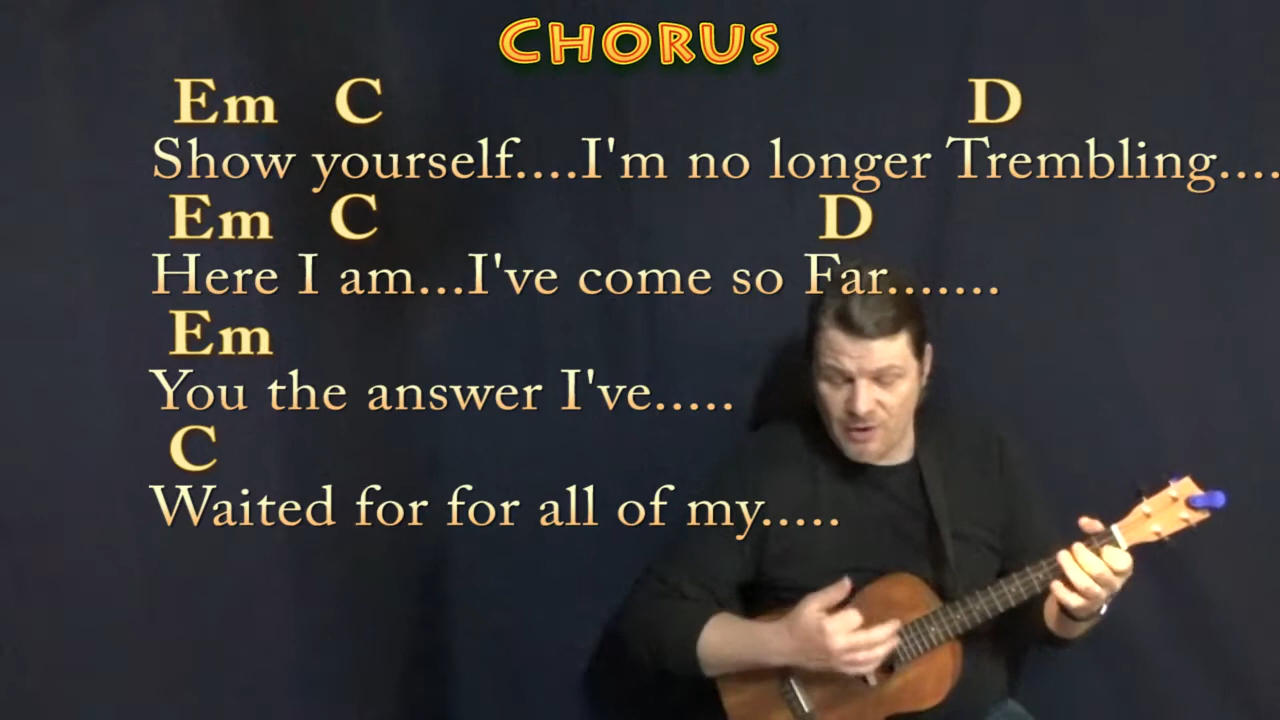 CHORUS
Em C D
Show yourself....I'm no longer Trembling....
Em C D
Here I am...I've come so Far.......
Em
You the answer I've.....
C
Waited for for all of my.....